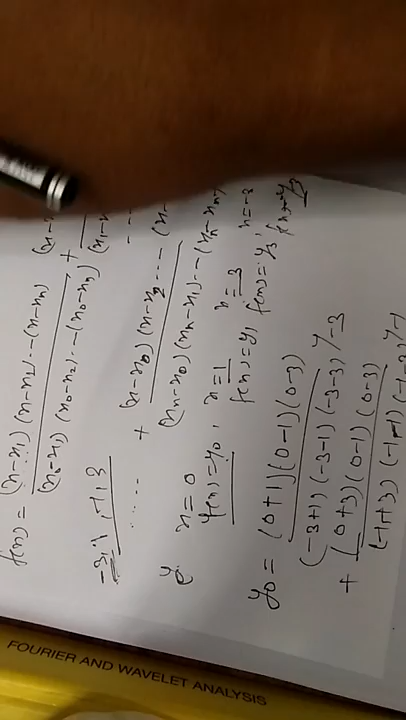 f(x) = (x-x₁) (x-x₂)...(x-xₙ)
(x₀-x₁) (x₀-x₂)...(x₀-xₙ) +
-3, -1, 1, 3
.....
+ (x-x₀) (x-x₂ ... (x-
(xₙ-x₀) (xₙ-x₁)...(xₙ-xₙ₋₁
x=0
f(x)=y₀, x=1 x=3 x=-3
f(x)=y₁ f(x)=y₃,
y₀ = (0+1)(0-1)(0-3)
(-3+1)(-3-1)(-3-3) y₋₃
+ (0+3)(0-1)(0-3)
(-1+3)(-1-1)(-1-3) y₋₁
FOURIER AND WAVELET ANALYSIS